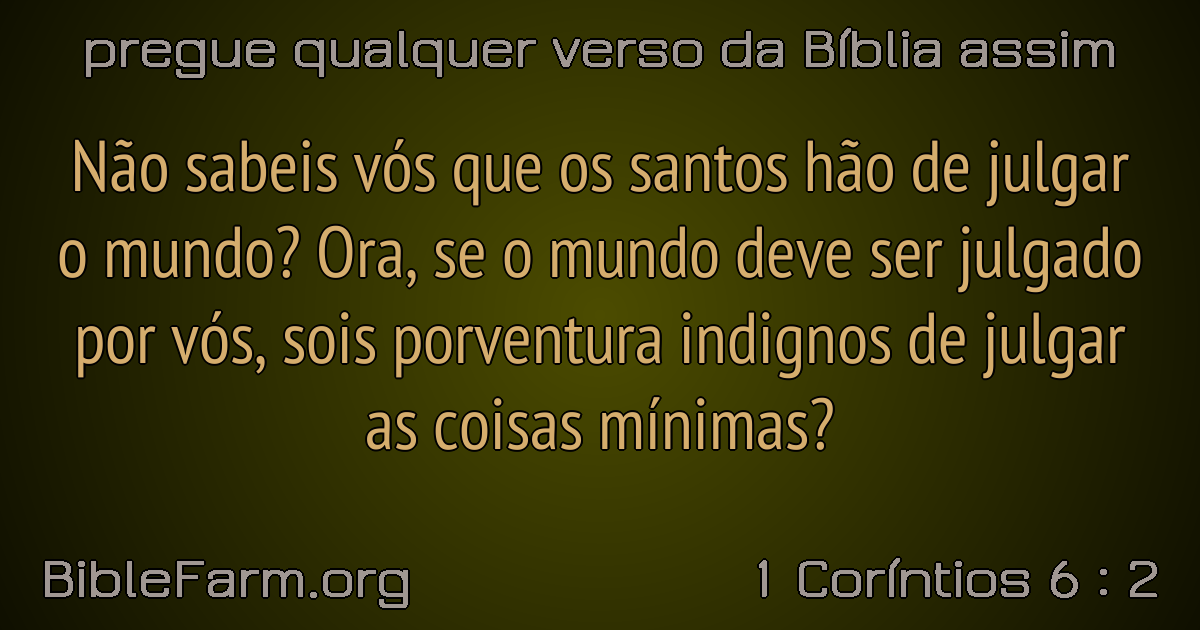 pregue qualquer verso da Bíblia assim
Não sabeis vós que os santos hão de julgar
o mundo? Ora, se o mundo deve ser julgado
por vós, sois porventura indignos de julgar
as coisas mínimas?
BibleFarm.org
1 Coríntios 6 : 2